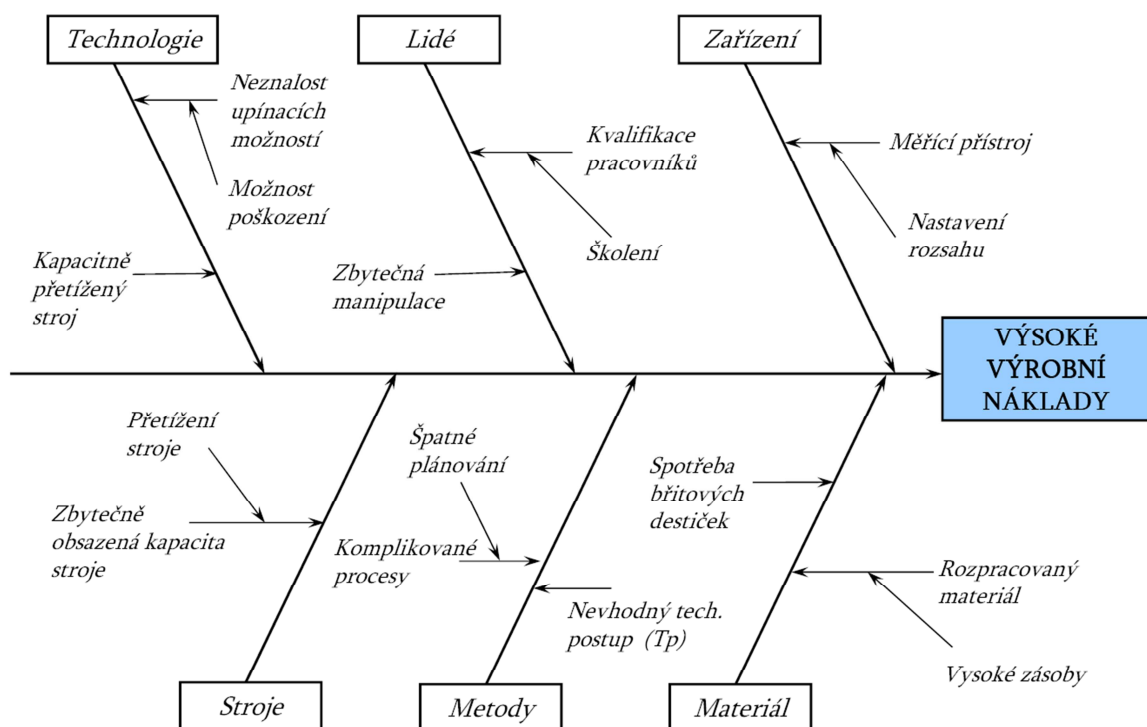 Technologie
Lidé
Zařízení
Neznalost
upínacích
možností
Možnost
poškození
Kapacitně
přetížený
stroj
Kvalifikace
pracovníků
Školení
Zbytečná
manipulace
Měřící přístroj
Nastavení
rozsahu
VÝSOKÉ
VÝROBNÍ
NÁKLADY
Přetížení
stroje
Zbytečně
obsazená kapacita
stroje
Špatné
plánování
Komplikované
procesy
Nevhodný tech.
postup (Tp)
Spotřeba
břitových
destiček
Rozpracovaný
materiál
Vysoké zásoby
Stroje
Metody
Materiál